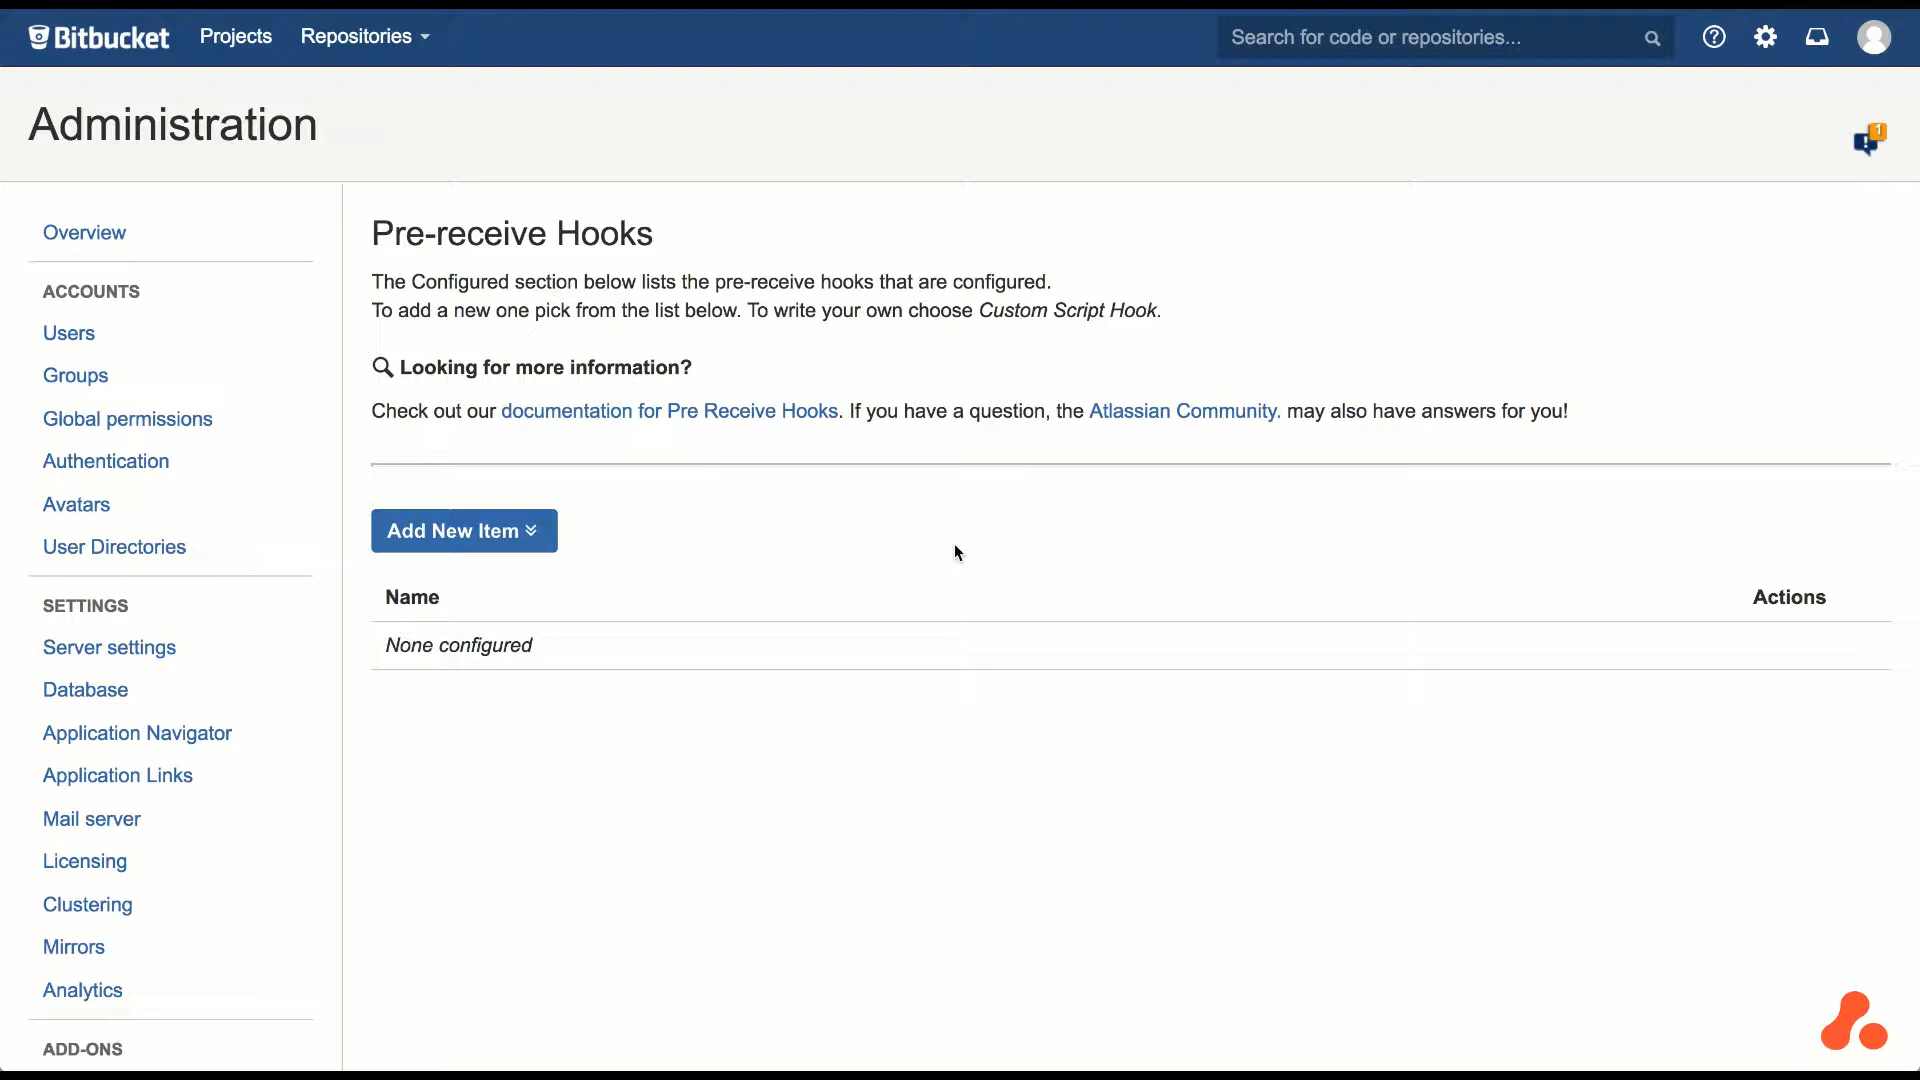 Bitbucket Projects Repositories Search for code or repositories...
Administration
1
Overview
ACCOUNTS
Users
Groups
Global permissions
Authentication
Avatars
User Directories
SETTINGS
Server settings
Database
Application Navigator
Application Links
Mail server
Licensing
Clustering
Mirrors
Analytics
ADD-ONS
Pre-receive Hooks
The Configured section below lists the pre-receive hooks that are configured.
To add a new one pick from the list below. To write your own choose Custom Script Hook.
Looking for more information?
Check out our documentation for Pre Receive Hooks. If you have a question, the Atlassian Community. may also have answers for you!
Add New Item
Name Actions
None configured